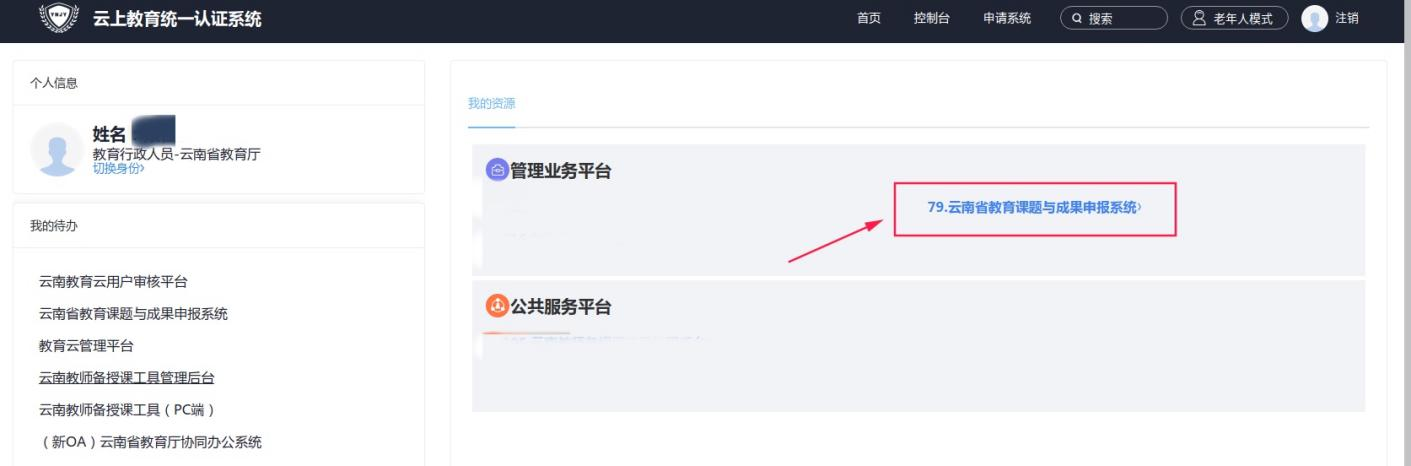 YNJY
云上教育统一认证系统
首页 控制台 申请系统 搜索 老年人模式 注销
个人信息
姓名
教育行政人员-云南省教育厅
切换身份›
我的待办
云南教育云用户审核平台
云南省教育课题与成果申报系统
教育云管理平台
云南教师备授课工具管理后台
云南教师备授课工具（PC端）
（新OA）云南省教育厅协同办公系统
我的资源
管理业务平台
79.云南省教育课题与成果申报系统›
公共服务平台